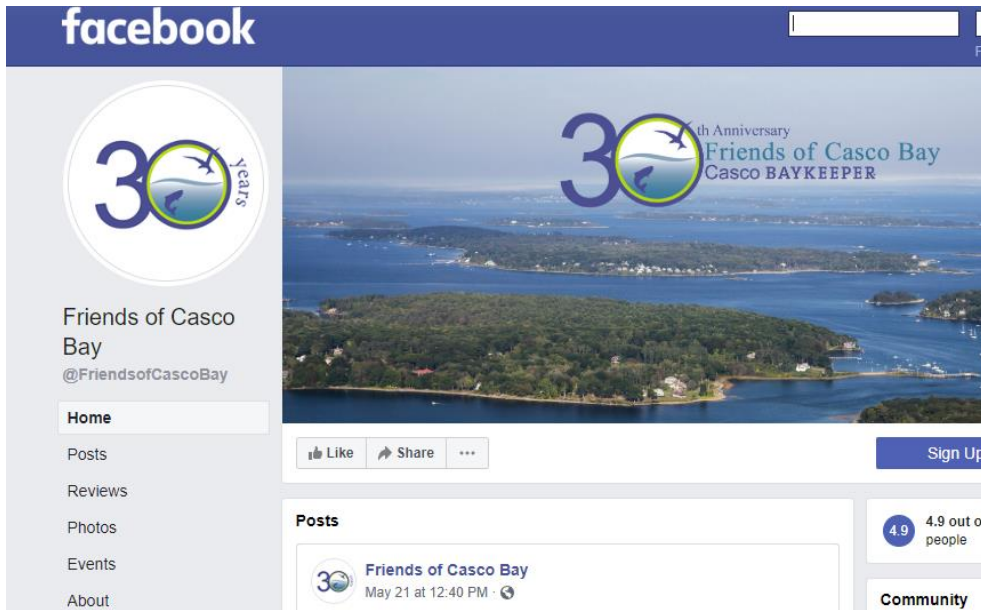 facebook
30 years
30th Anniversary
Friends of Casco Bay
Casco BAYKEEPER
Friends of Casco
Bay
@FriendsofCascoBay
Home
Posts
Reviews
Photos
Events
About
Like
Share
Sign Up
Posts
30
Friends of Casco Bay
May 21 at 12:40 PM ·
4.9
4.9 out o
people
Community